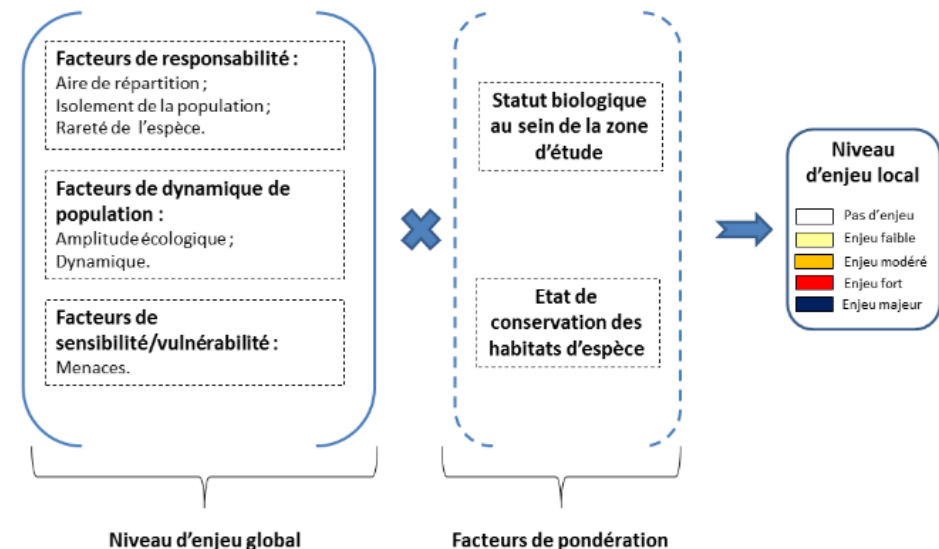 Facteurs de responsabilité :
Aire de répartition ;
Isolement de la population ;
Rareté de l'espèce.
Facteurs de dynamique de
population :
Amplitude écologique ;
Dynamique.
Facteurs de
sensibilité/vulnérabilité :
Menaces.
Niveau d'enjeu global
Statut biologique
au sein de la zone
d'étude
Etat de
conservation des
habitats d'espèce
Facteurs de pondération
Niveau
d'enjeu local
Pas d'enjeu
Enjeu faible
Enjeu modéré
Enjeu fort
Enjeu majeur